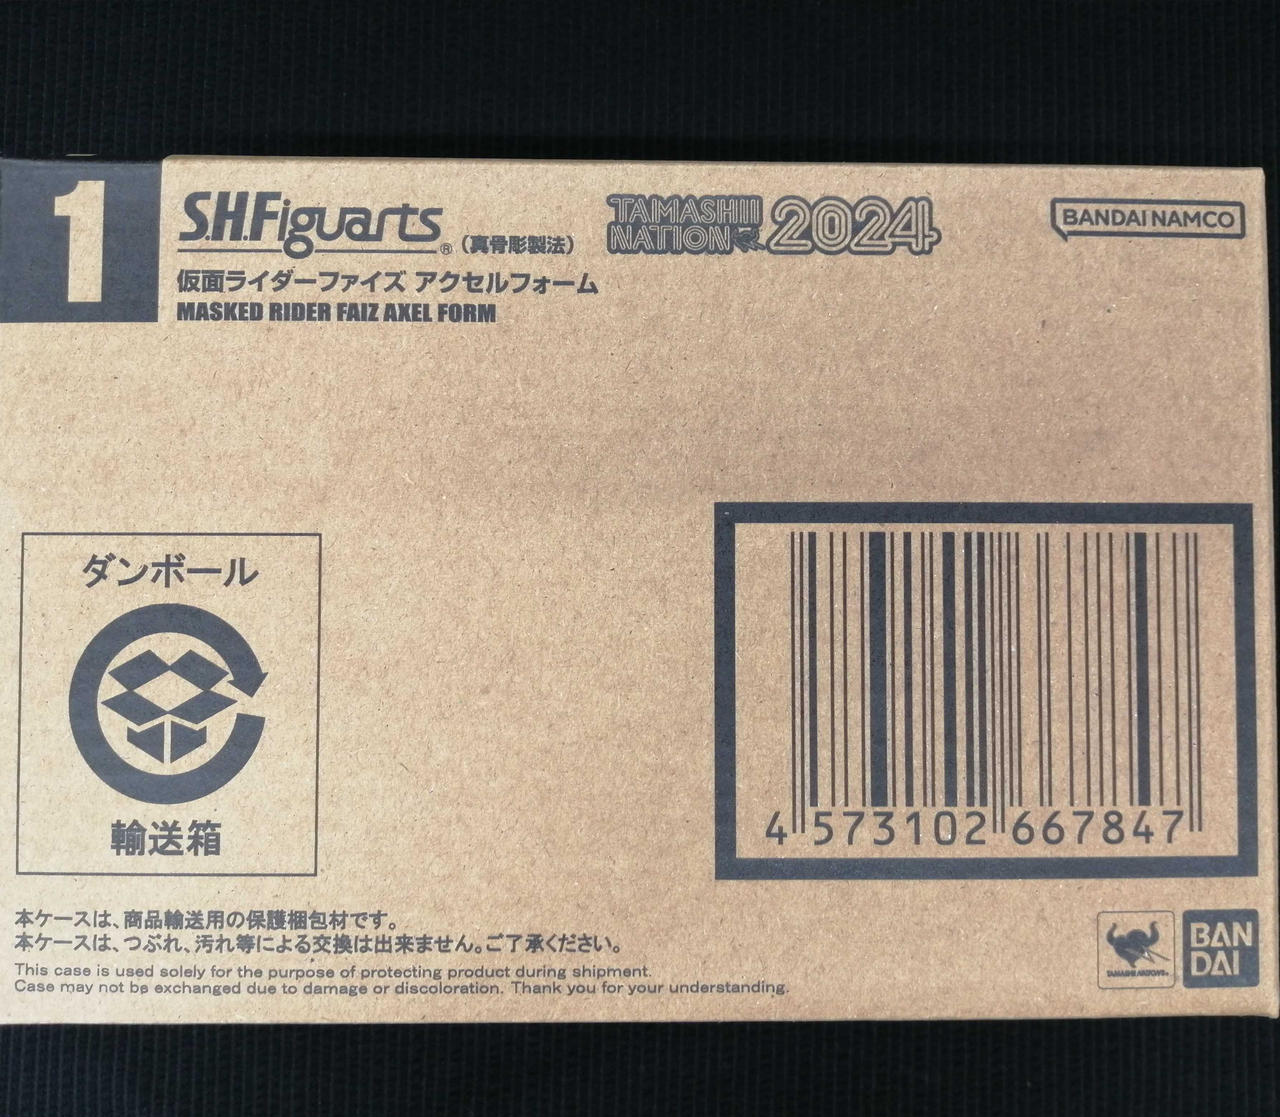 1
S.H.Figuarts® (真骨彫製法)
TAMASHII NATION 2024
BANDAI NAMCO
仮面ライダーファイズ アクセルフォーム
MASKED RIDER FAIZ AXEL FORM
ダンボール
輸送箱
4 573102 667847
本ケースは、商品輸送用の保護梱包材です。
本ケースは、つぶれ、汚れ等による交換は出来ません。ご了承ください。
This case is used solely for the purpose of protecting product during shipment.
Case may not be exchanged due to damage or discoloration. Thank you for your understanding.
TAMASHII NATIONS
BAN
DAI